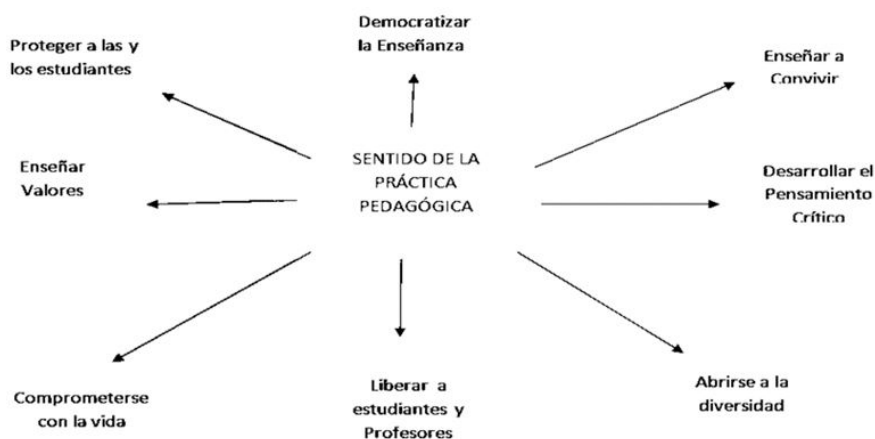 Democratizar
la Enseñanza
Proteger a las y
los estudiantes
Enseñar a
Convivir
SENTIDO DE LA
PRÁCTICA
PEDAGÓGICA
Enseñar
Valores
Desarrollar el
Pensamiento
Crítico
Comprometerse
con la vida
Liberar a
estudiantes y
Profesores
Abrirse a la
diversidad